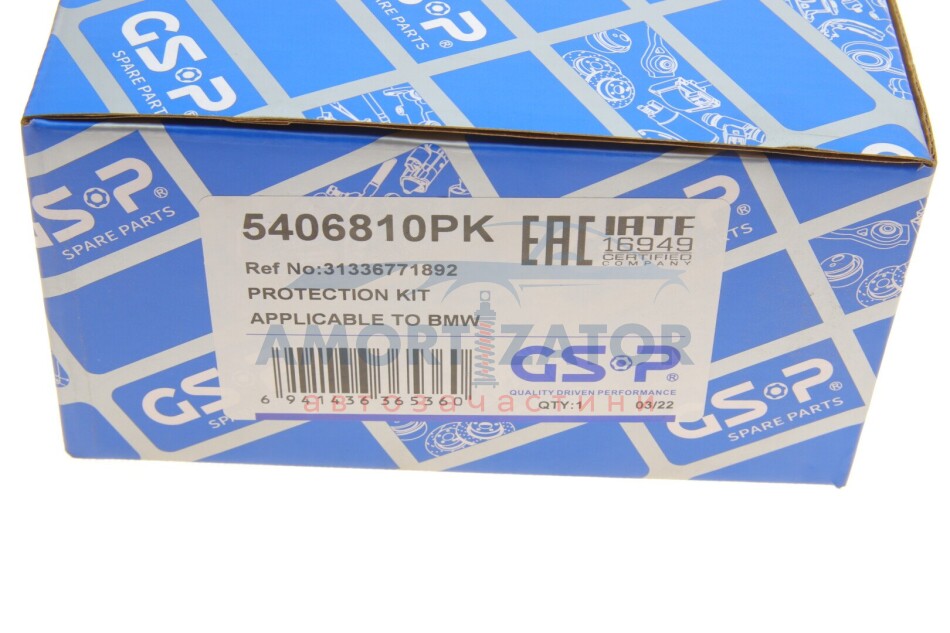 GSP
SPARE PARTS
GSP®
SPARE PARTS
GSP
SPARE PARTS
5406810PK
EAC
IATF
16949
CERTIFIED
COMPANY
Ref No:31336771892
PROTECTION KIT
APPLICABLE TO BMW
AMORTIZATOR
автозапчастини
GSP®
QUALITY DRIVEN PERFORMANCE
6 941436 365360
QTY:1 03/22
GSP®
SPARE PARTS